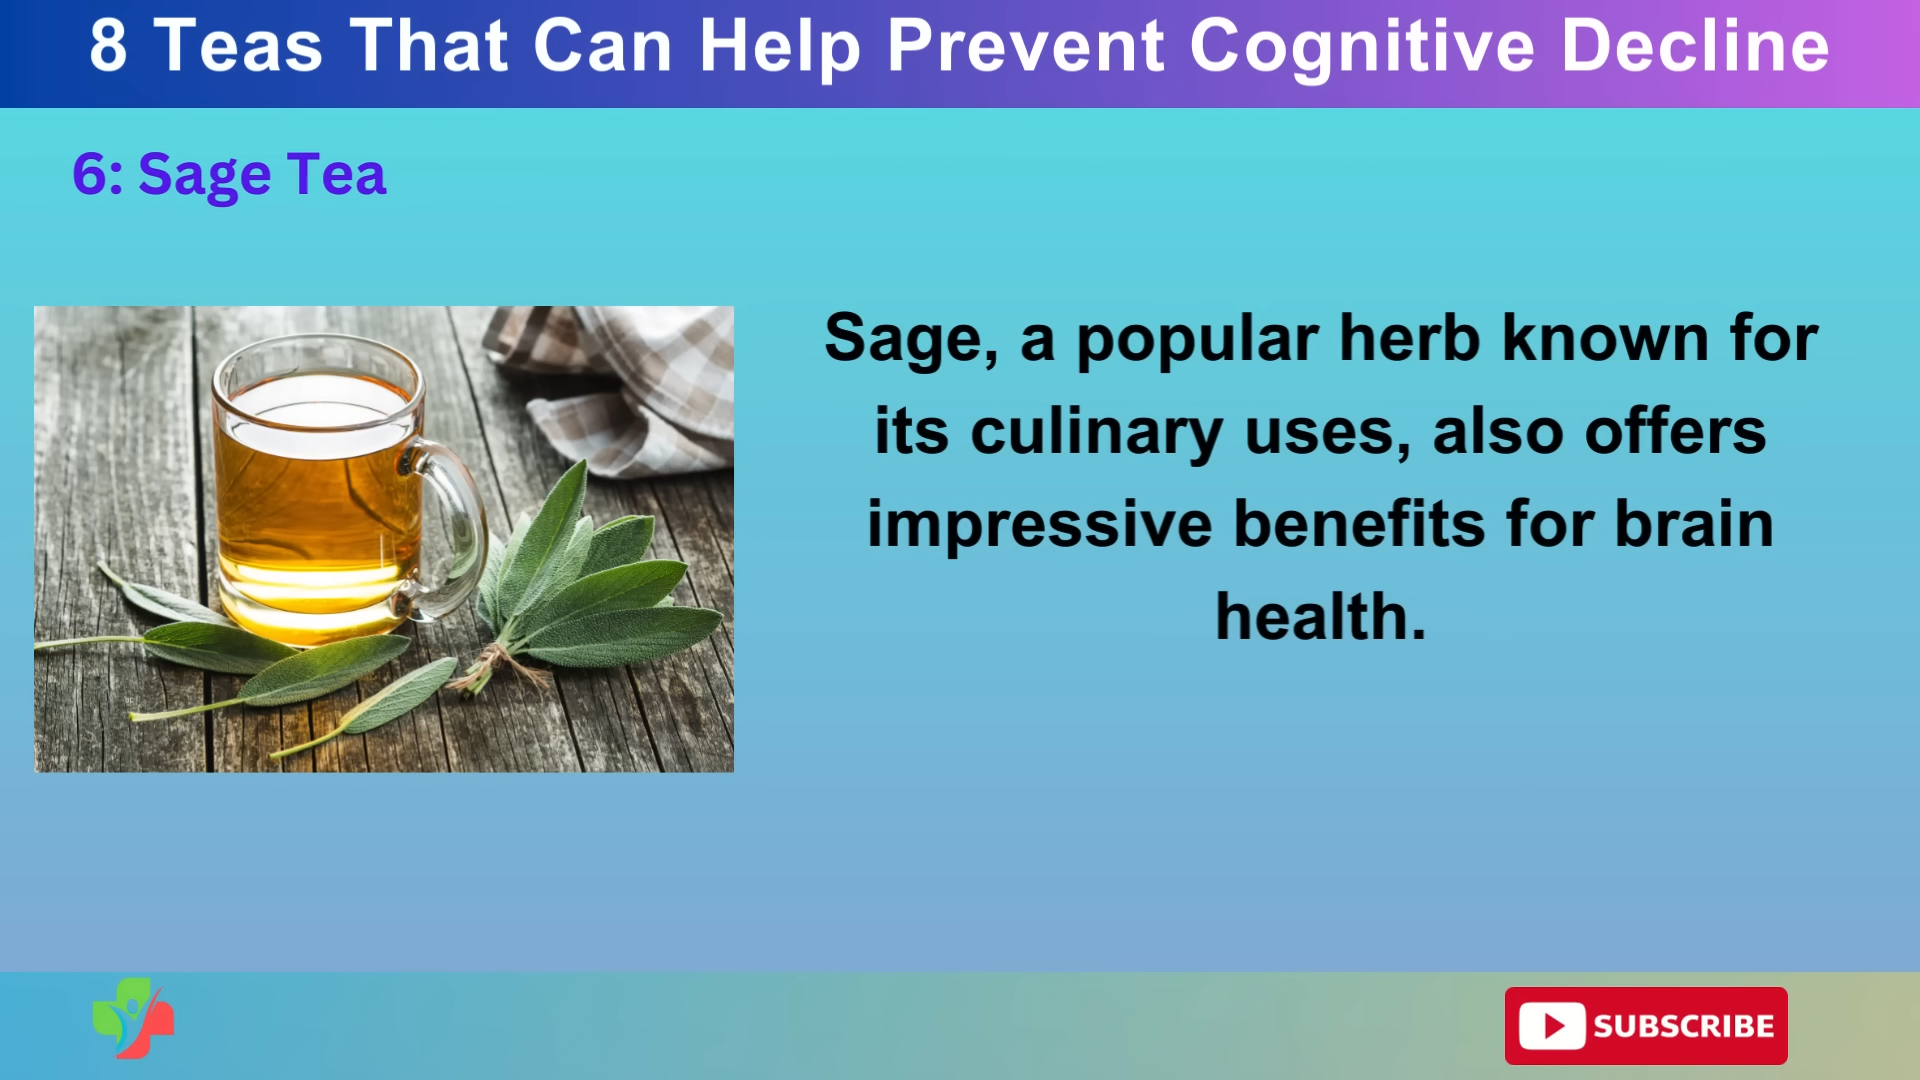 8 Teas That Can Help Prevent Cognitive Decline
6: Sage Tea
Sage, a popular herb known for
its culinary uses, also offers
impressive benefits for brain
health.
SUBSCRIBE